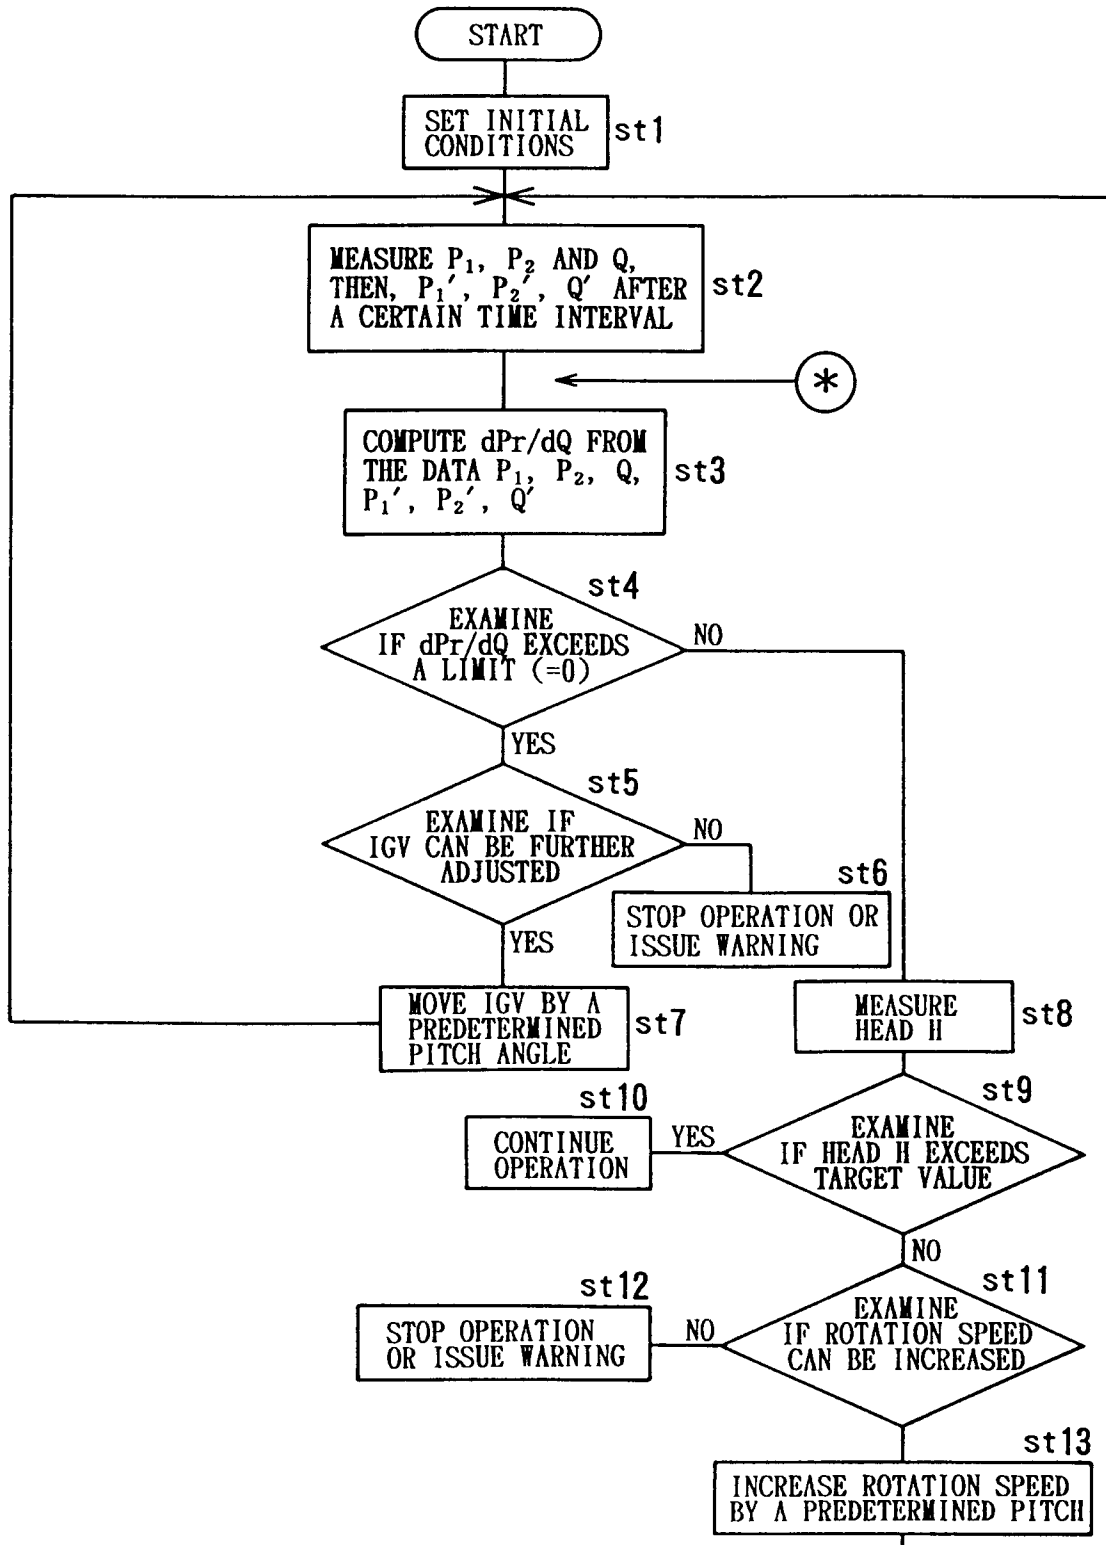 START
SET INITIAL
CONDITIONS
st1
MEASURE P₁, P₂ AND Q,
THEN, P₁′, P₂′, Q′ AFTER
A CERTAIN TIME INTERVAL
st2
*
COMPUTE dPr/dQ FROM
THE DATA P₁, P₂, Q,
P₁′, P₂′, Q′
st3
st4
EXAMINE
IF dPr/dQ EXCEEDS
A LIMIT (=0)
NO
YES
st5
EXAMINE IF
IGV CAN BE FURTHER
ADJUSTED
NO
st6
STOP OPERATION OR
ISSUE WARNING
YES
MOVE IGV BY A
PREDETERMINED
PITCH ANGLE
st7
MEASURE
HEAD H
st8
st9
EXAMINE
IF HEAD H EXCEEDS
TARGET VALUE
YES
st10
CONTINUE
OPERATION
NO
st11
EXAMINE
IF ROTATION SPEED
CAN BE INCREASED
NO
st12
STOP OPERATION
OR ISSUE WARNING
st13
INCREASE ROTATION SPEED
BY A PREDETERMINED PITCH